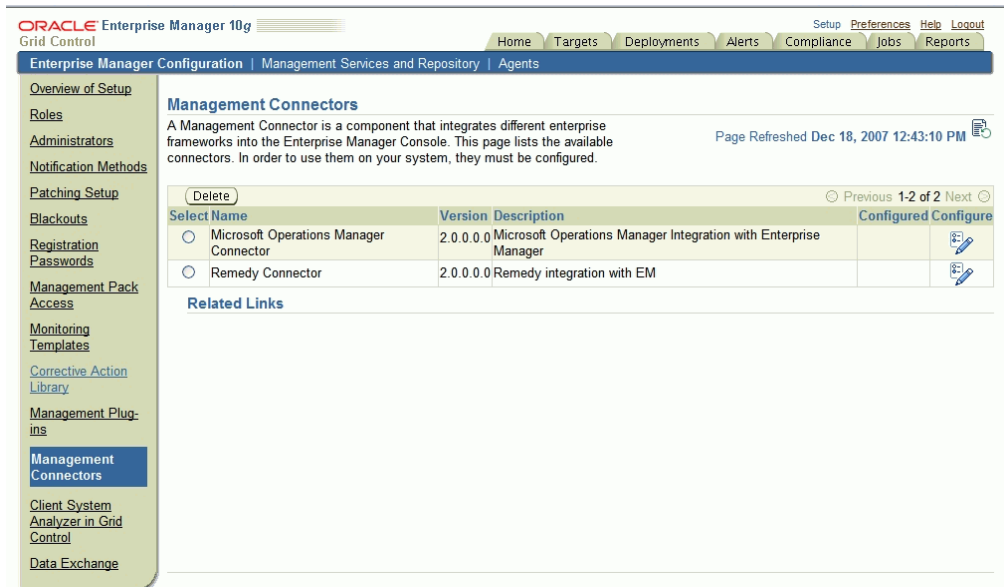 ORACLE Enterprise Manager 10g
Grid Control
Setup Preferences Help Logout
Home Targets Deployments Alerts Compliance Jobs Reports
Enterprise Manager Configuration | Management Services and Repository | Agents
Overview of Setup
Roles
Administrators
Notification Methods
Patching Setup
Blackouts
Registration
Passwords
Management Pack
Access
Monitoring
Templates
Corrective Action
Library
Management Plug-
ins
Management
Connectors
Client System
Analyzer in Grid
Control
Data Exchange
Management Connectors
A Management Connector is a component that integrates different enterprise
frameworks into the Enterprise Manager Console. This page lists the available
connectors. In order to use them on your system, they must be configured.
Page Refreshed Dec 18, 2007 12:43:10 PM
Delete
Previous 1-2 of 2 Next
Select Name Version Description Configured Configure
Microsoft Operations Manager
Connector
2.0.0.0.0
Microsoft Operations Manager Integration with Enterprise
Manager
Remedy Connector 2.0.0.0.0 Remedy integration with EM
Related Links